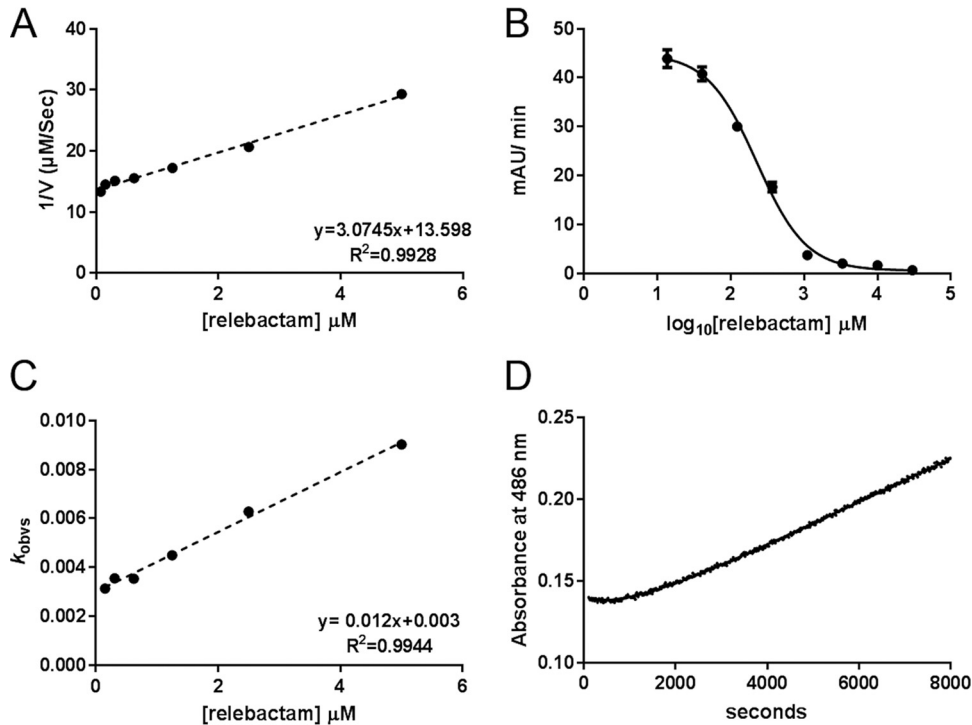 A
1/V (µM/Sec)
40
30
20
10
0
y=3.0745x+13.598
R²=0.9928
0 2 4 6
[relebactam] µM
B
mAU/ min
50
40
30
20
10
0
0 1 2 3 4 5
log₁₀[relebactam] µM
C
k_obvs
0.010
0.008
0.006
0.004
0.002
0.000
y= 0.012x+0.003
R²=0.9944
0 2 4 6
[relebactam] µM
D
Absorbance at 486 nm
0.25
0.20
0.15
0.10
0 2000 4000 6000 8000
seconds